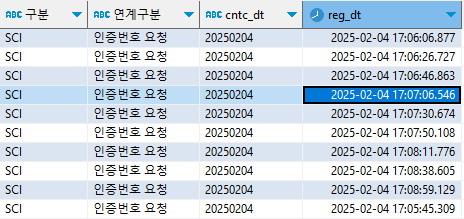 ABC 구분 ABC 연계구분 ABC cntc_dt reg_dt
SCI 인증번호 요청 20250204 2025-02-04 17:06:06.877
SCI 인증번호 요청 20250204 2025-02-04 17:06:26.727
SCI 인증번호 요청 20250204 2025-02-04 17:06:46.863
SCI 인증번호 요청 20250204 2025-02-04 17:07:06.546
SCI 인증번호 요청 20250204 2025-02-04 17:07:30.674
SCI 인증번호 요청 20250204 2025-02-04 17:07:50.108
SCI 인증번호 요청 20250204 2025-02-04 17:08:11.776
SCI 인증번호 요청 20250204 2025-02-04 17:08:38.605
SCI 인증번호 요청 20250204 2025-02-04 17:08:59.129
SCI 인증번호 요청 20250204 2025-02-04 17:05:45.309